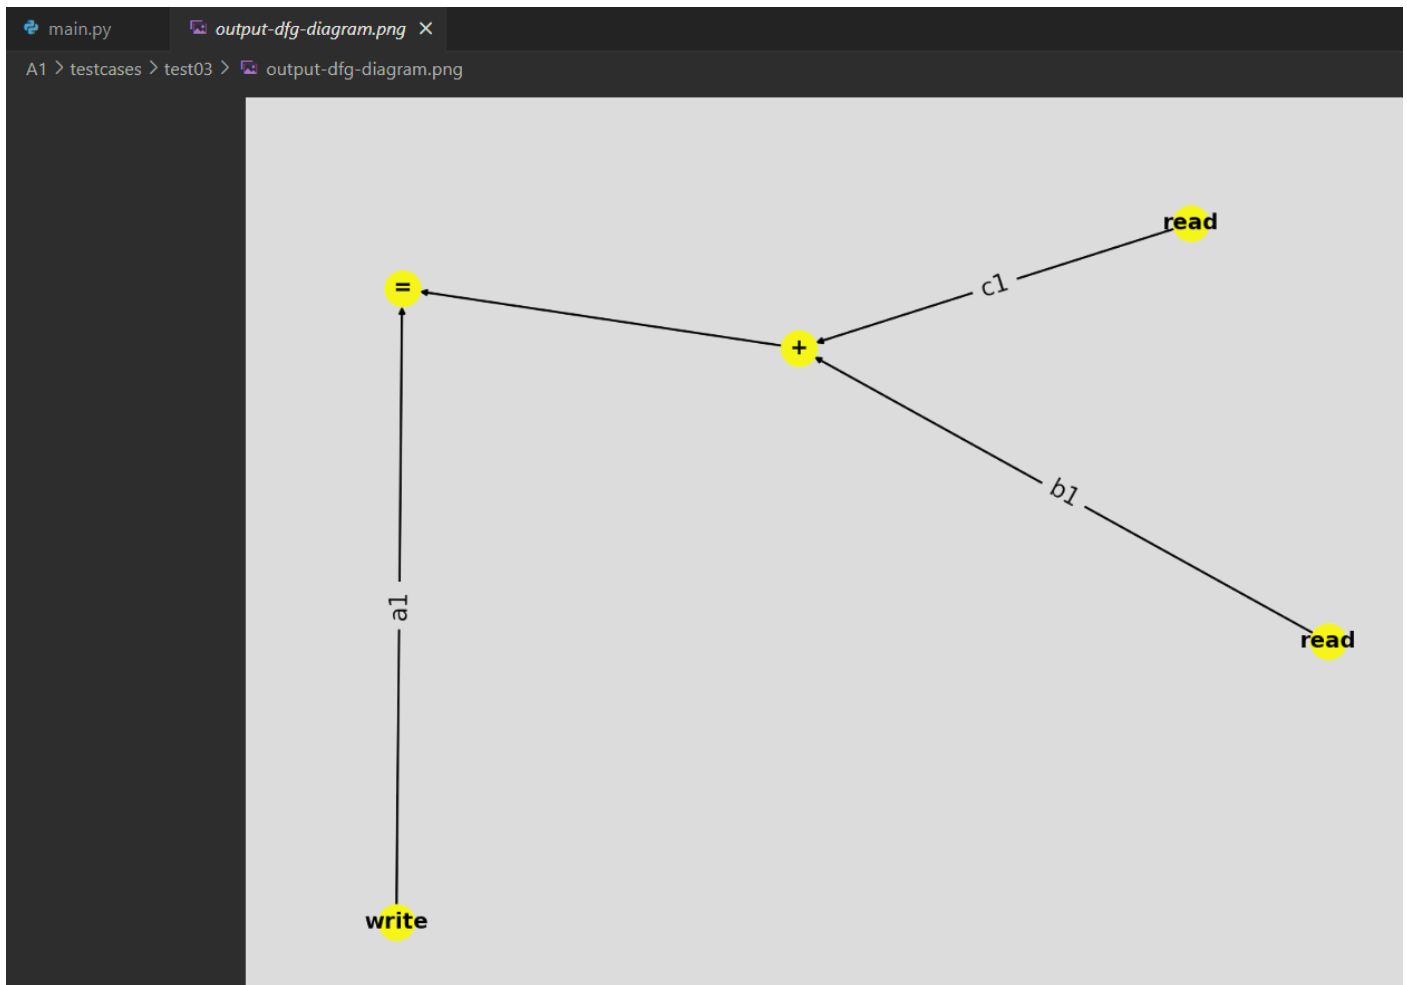 main.py output-dfg-diagram.png
A1 > testcases > test03 > output-dfg-diagram.png
read
c1
=
+
b1
a1
read
write